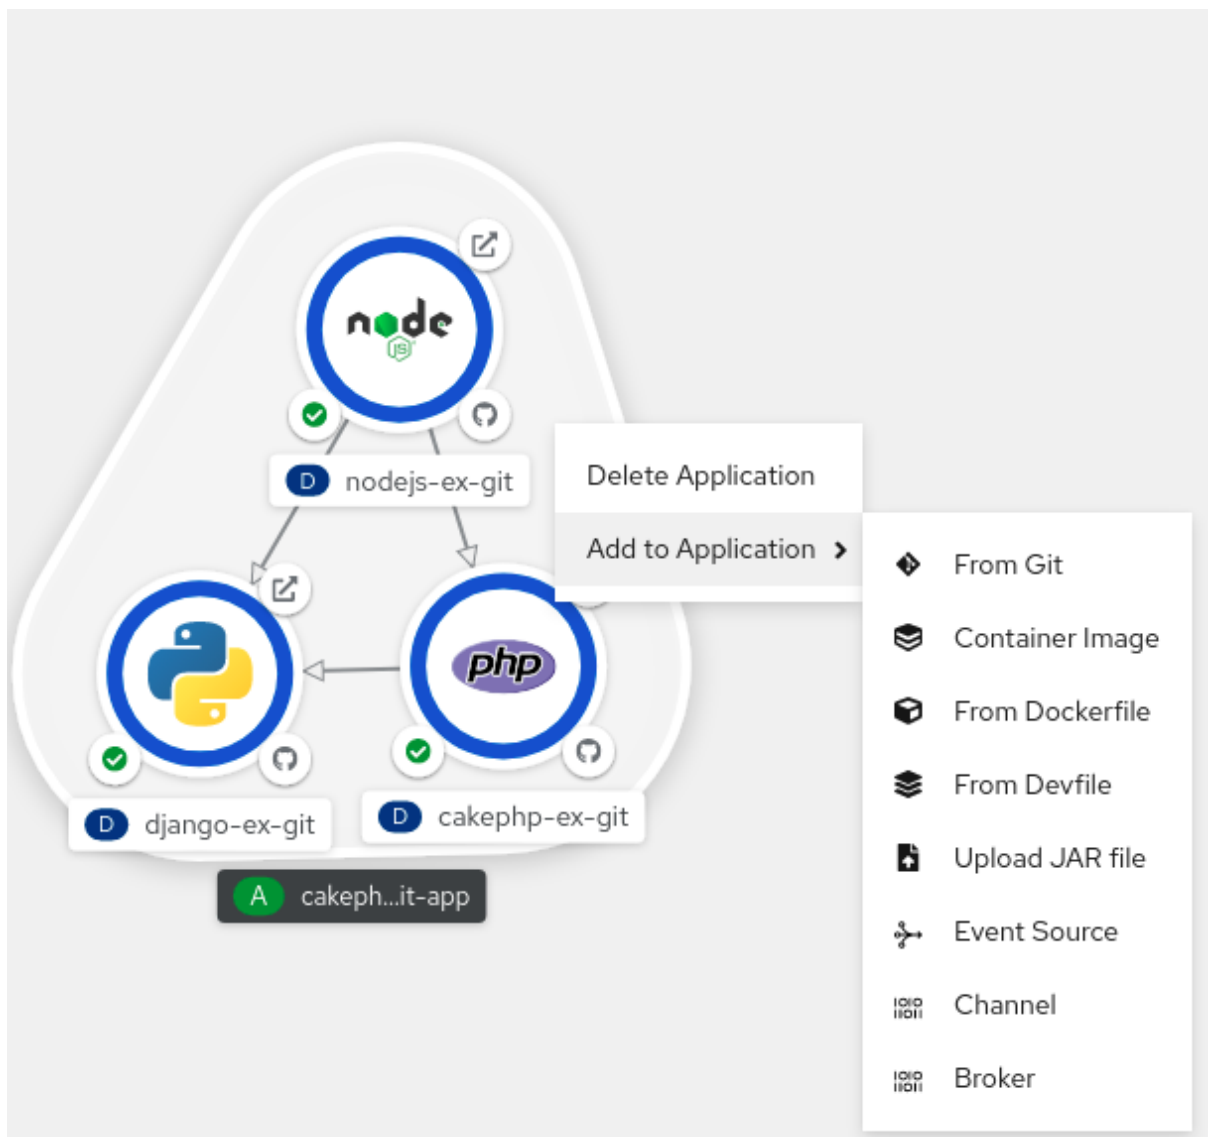 node
JS
D nodejs-ex-git
Delete Application
Add to Application
From Git
Container Image
php
From Dockerfile
From Devfile
D cakephp-ex-git
D django-ex-git
Upload JAR file
A cakeph...it-app
Event Source
Channel
Broker